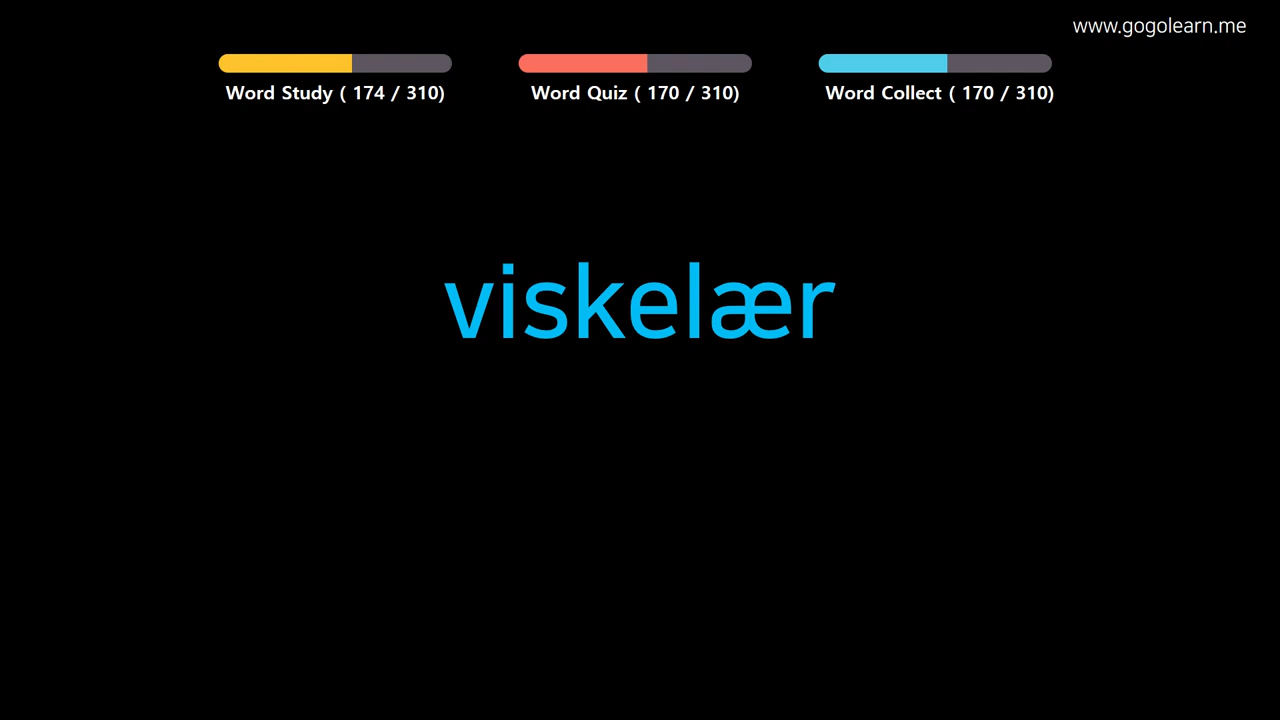 www.gogolearn.me
Word Study ( 174 / 310)
Word Quiz ( 170 / 310)
Word Collect ( 170 / 310)
viskelær